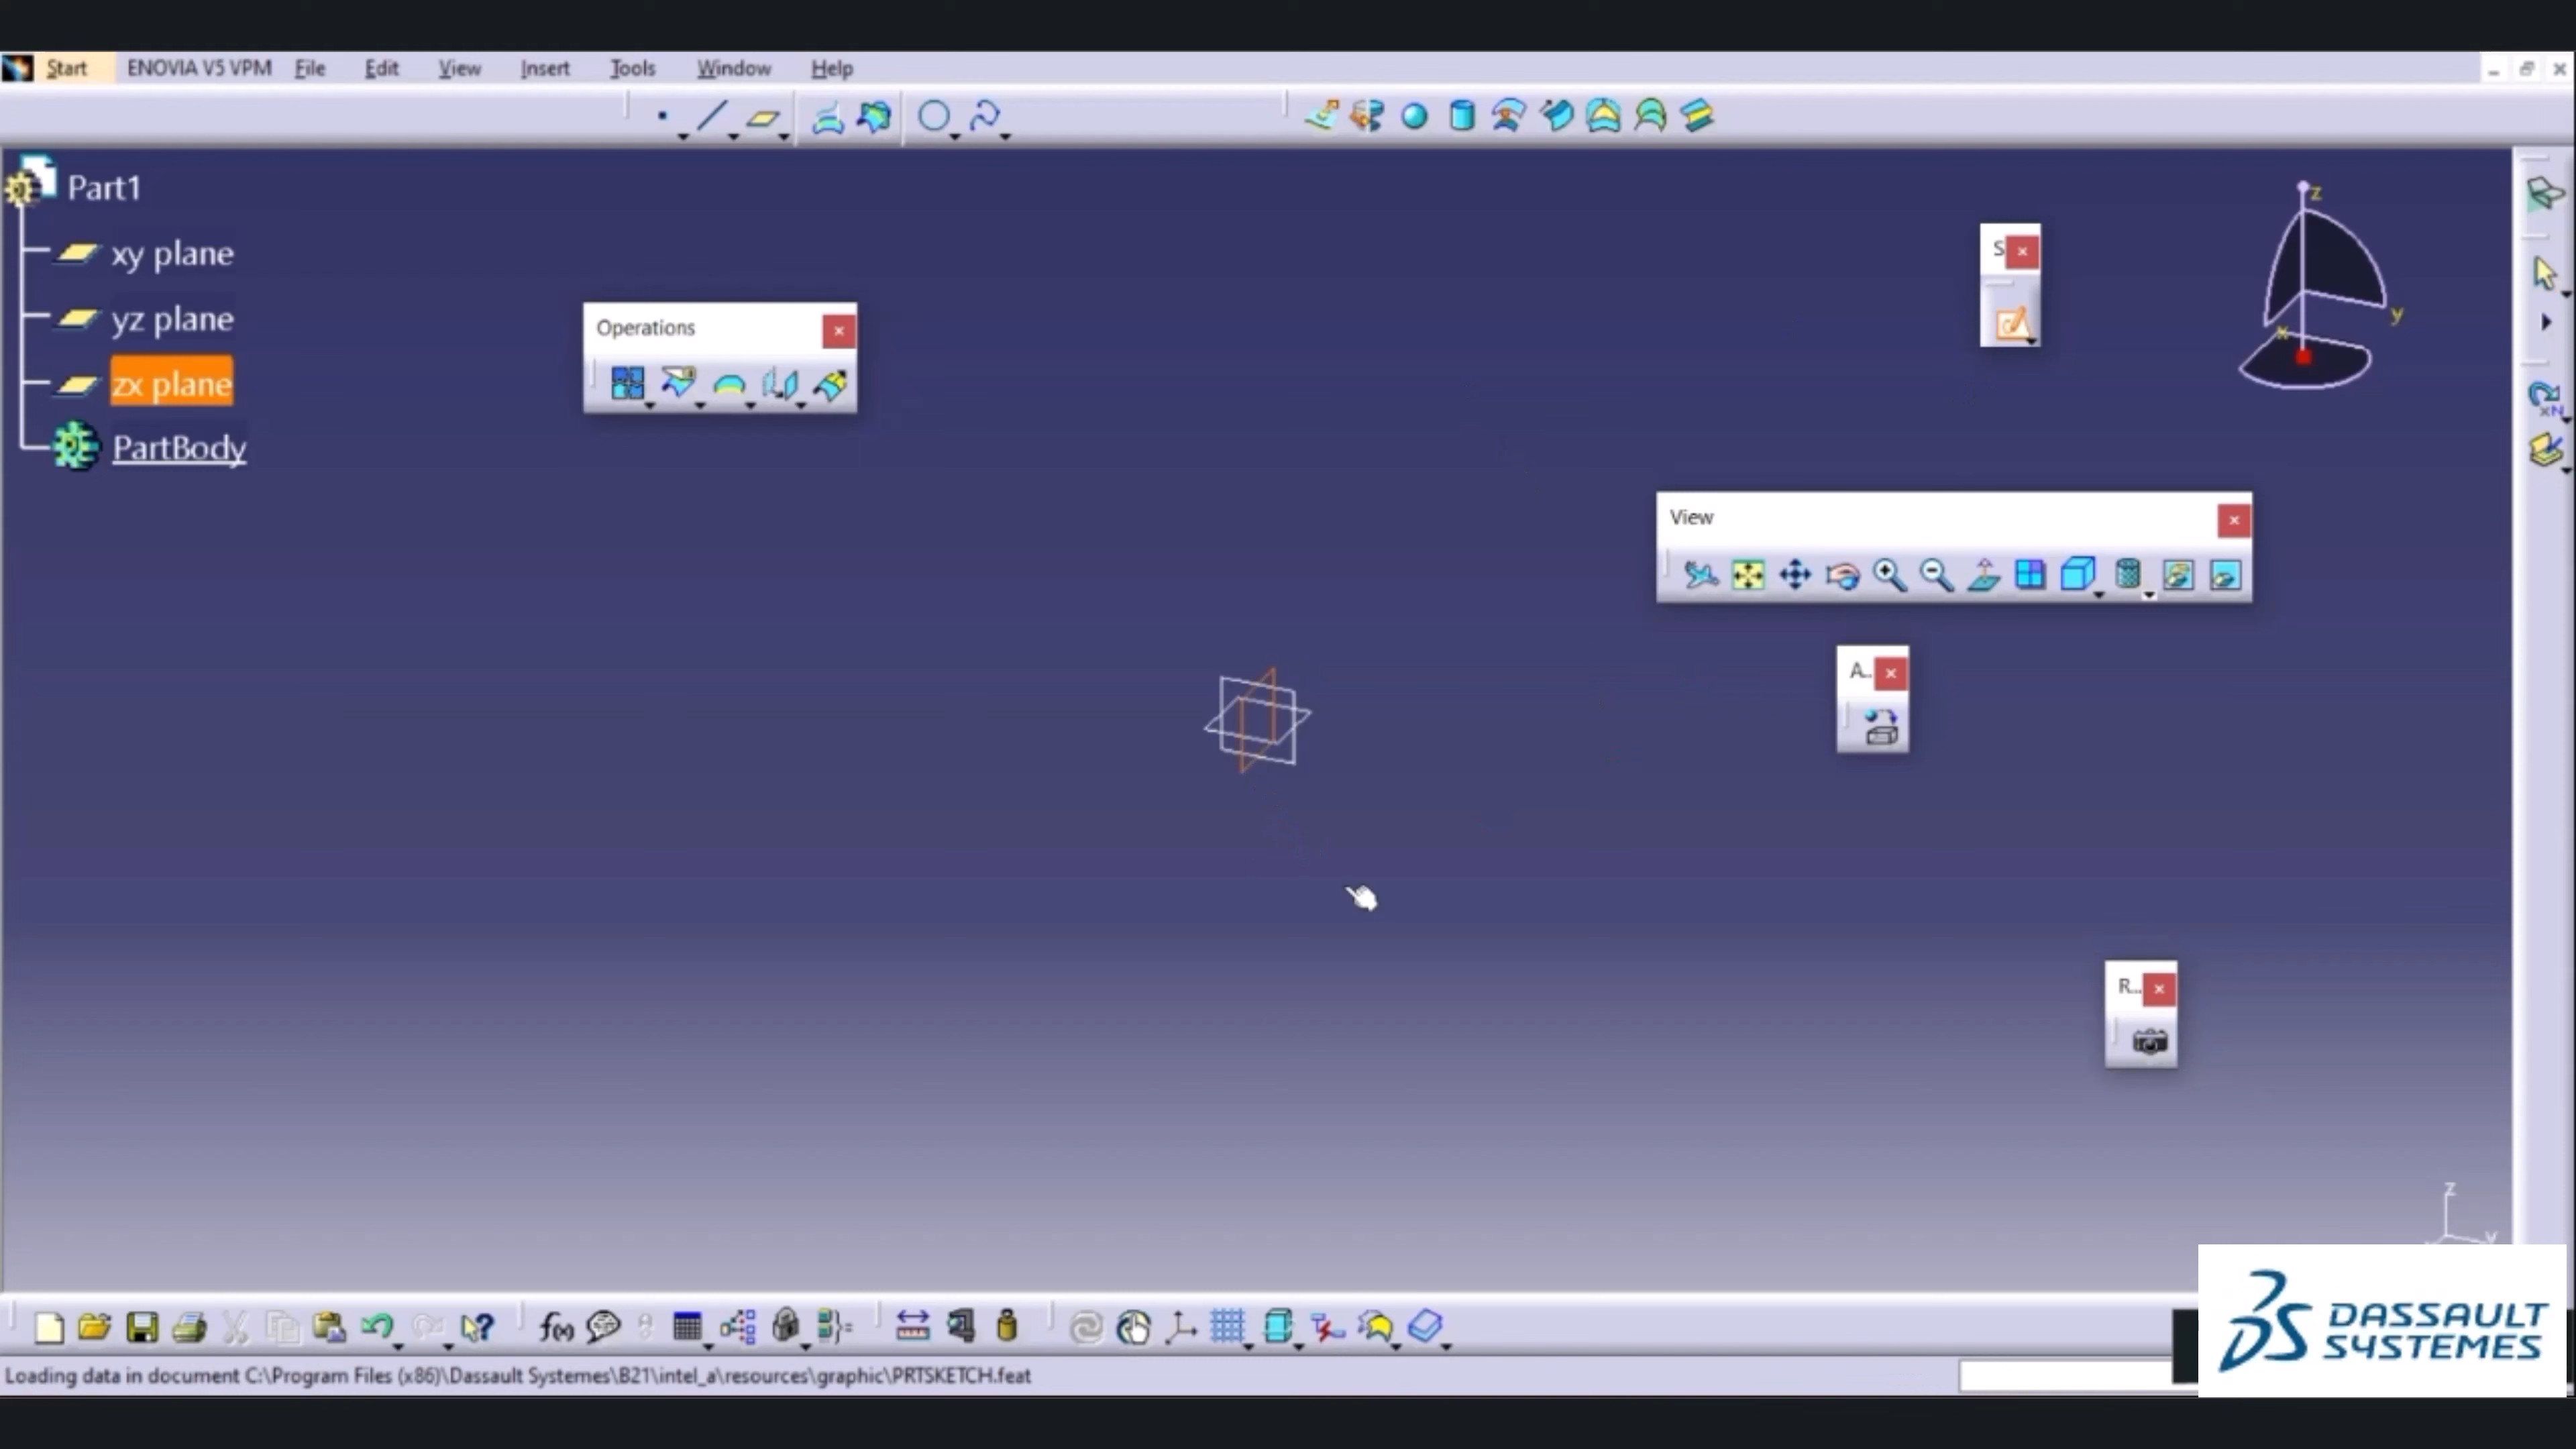 Start ENOVIA V5 VPM File Edit View Insert Tools Window Help
Part1
xy plane
yz plane
zx plane
PartBody
Operations
S
z
y
x
View
A..
R...
z
y
Loading data in document C:\Program Files (x86)\Dassault Systemes\B21\intel_a\resources\graphic\PRTSKETCH.feat
DASSAULT
SYSTEMES